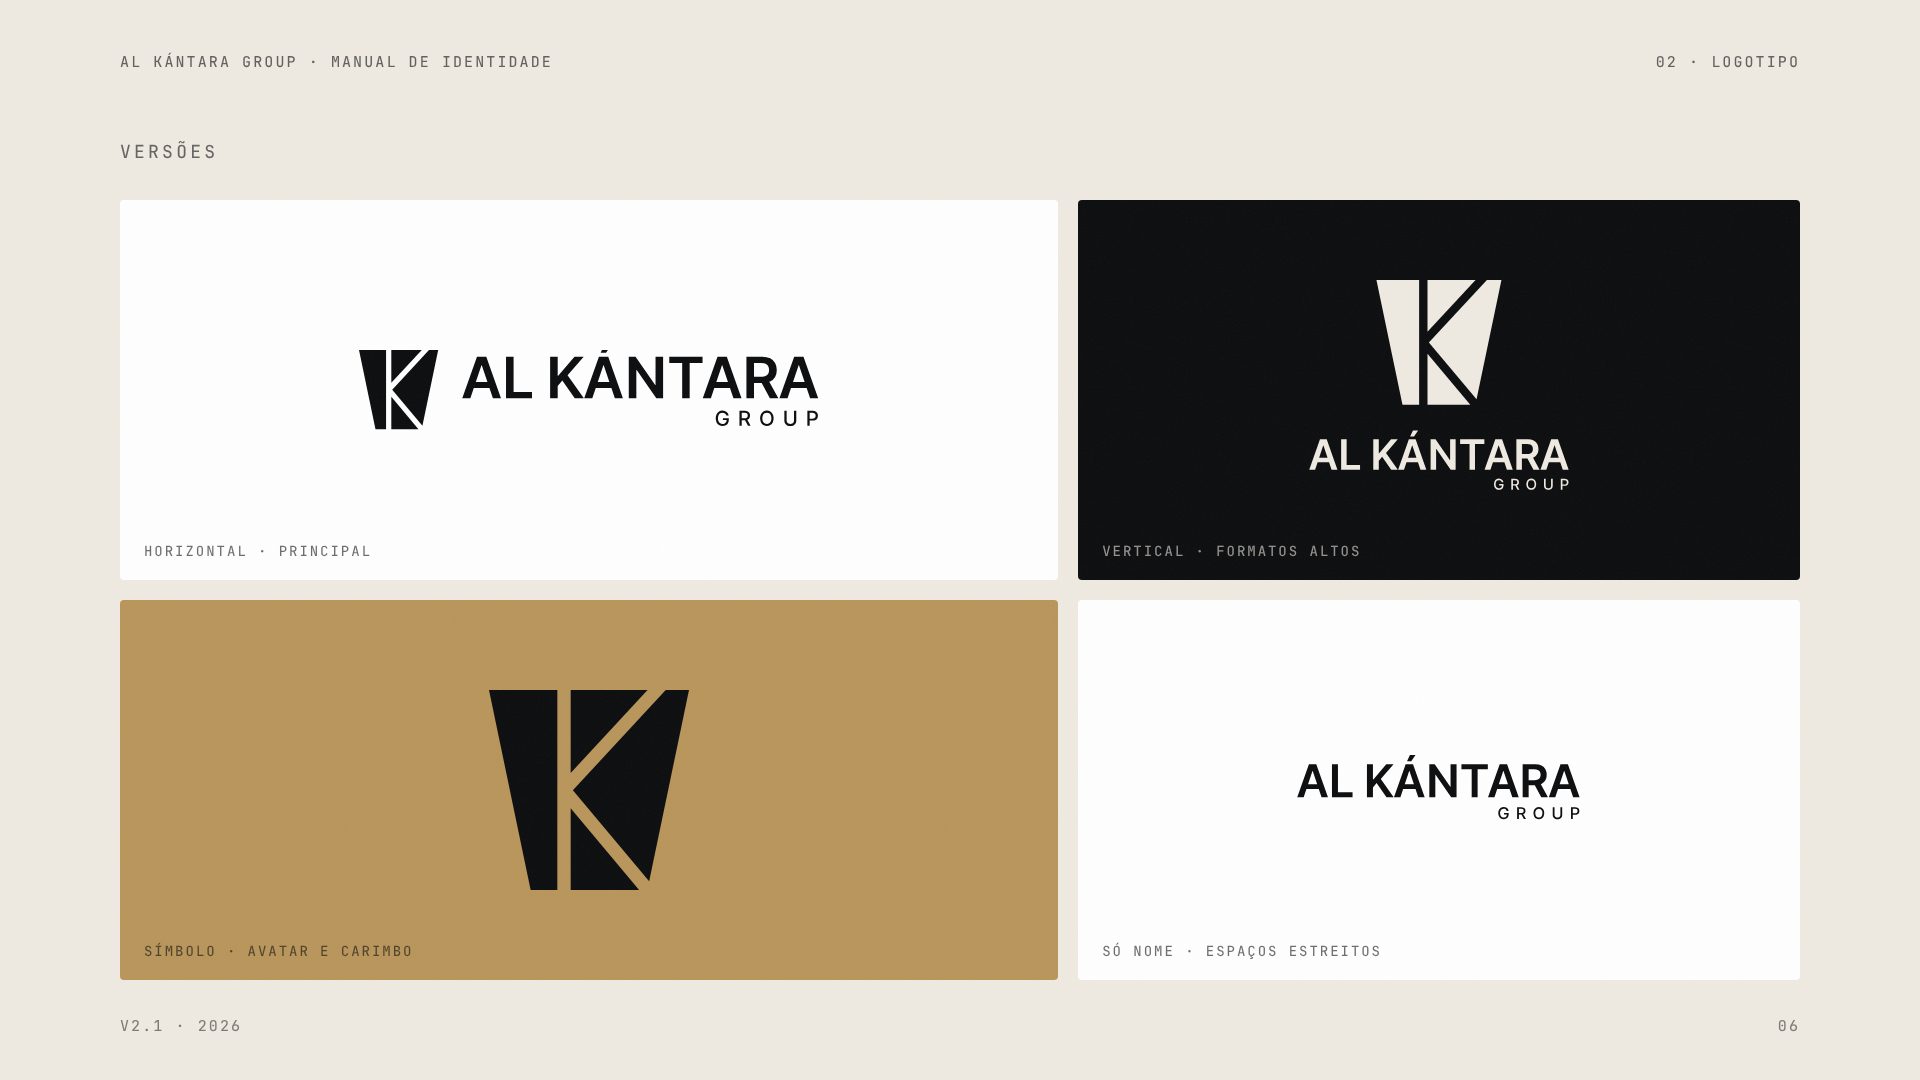 AL KÁNTARA GROUP · MANUAL DE IDENTIDADE
02 · LOGOTIPO
VERSÕES
AL KÁNTARA
GROUP
HORIZONTAL · PRINCIPAL
K
AL KÁNTARA
GROUP
VERTICAL · FORMATOS ALTOS
K
SÍMBOLO · AVATAR E CARIMBO
AL KÁNTARA
GROUP
SÓ NOME · ESPAÇOS ESTREITOS
V2.1 · 2026
06